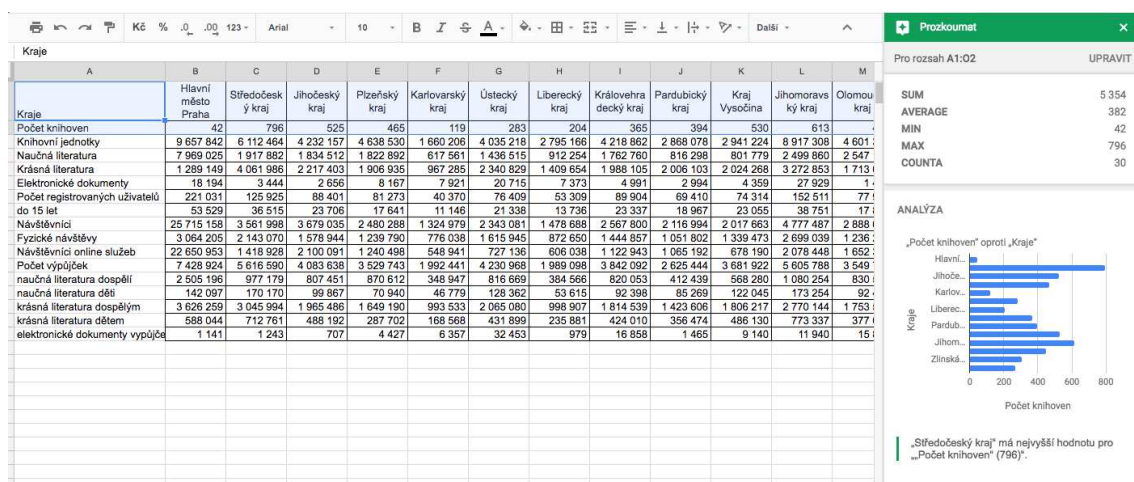 Kč % .0 .00 123 Arial 10 B I S A Další
Kraje
A B C D E F G H I J K L M
Kraje Hlavní město Praha Středočeský kraj Jihočeský kraj Plzeňský kraj Karlovarský kraj Ústecký kraj Liberecký kraj Královehradecký kraj Pardubický kraj Kraj Vysočina Jihomoravský kraj kraj
Počet knihoven 42 796 525 465 119 283 204 365 394 530 613
Knihovní jednotky 9 657 842 6 112 464 4 232 157 4 638 530 1 660 206 4 035 218 2 795 166 4 218 862 2 868 078 2 941 224 8 917 308 4 601
Naučná literatura 7 969 025 1 917 882 1 834 512 1 822 892 617 561 1 436 515 912 254 1 762 760 816 298 801 779 2 499 860 2 547
Krásná literatura 1 289 149 4 061 986 2 217 403 1 906 935 967 285 2 340 829 1 409 654 1 988 105 2 006 103 2 024 268 3 272 853 1 713
Elektronické dokumenty 18 194 3 444 2 656 8 167 7 921 20 715 7 373 4 991 2 994 4 359 27 929
Počet registrovaných uživatelů 221 031 125 925 88 401 81 273 40 370 76 409 53 309 89 904 69 410 74 314 152 511 77
do 15 let 53 529 36 515 23 706 17 641 11 146 21 338 13 736 23 337 18 967 23 055 38 751 17
Návštěvníci 25 715 158 3 561 998 3 679 035 2 480 288 1 324 979 2 343 081 1 478 688 2 567 800 2 116 994 2 017 663 4 777 487 2 888
Fyzické návštěvy 3 064 205 2 143 070 1 578 944 1 239 790 776 038 1 615 945 872 650 1 444 857 1 051 802 1 339 473 2 699 039 1 236
Návštěvníci online služeb 22 650 953 1 418 928 2 100 091 1 240 498 548 941 727 136 606 038 1 122 943 1 065 192 678 190 2 078 448 1 652
Počet výpůjček 7 428 924 5 616 590 4 083 638 3 529 743 1 992 441 4 230 968 1 989 098 3 842 092 2 625 444 3 681 922 5 605 788 3 549
naučná literatura dospělí 2 505 196 977 179 807 451 870 612 348 947 816 669 384 566 820 053 412 439 568 280 1 080 254 830
naučná literatura děti 142 097 170 170 99 867 70 940 46 779 128 362 53 615 92 398 85 269 122 045 173 254 92
krásná literatura dospělým 3 626 259 3 045 994 1 965 486 1 649 190 993 533 2 065 080 998 907 1 814 539 1 423 606 1 806 217 2 770 144 1 753
krásná literatura dětem 588 044 712 761 488 192 287 702 168 568 431 899 235 881 424 010 356 474 486 130 773 337 377
elektronické dokumenty vypůjče 1 141 1 243 707 4 427 6 357 32 453 979 16 858 1 465 9 140 11 940 15
Prozkoumat
Pro rozsah A1:O2 UPRAVIT
SUM 5 354
AVERAGE 382
MIN 42
MAX 796
COUNTA 30
ANALÝZA
„Počet knihoven“ oproti „Kraje“
Kraje
Hlavní...
Jihoče...
Karlov...
Liberec...
Pardub...
Jihom...
Zlínská...
0 200 400 600 800
Počet knihoven
„Středočeský kraj“ má nejvyšší hodnotu pro
„„Počet knihoven“ (796)“.